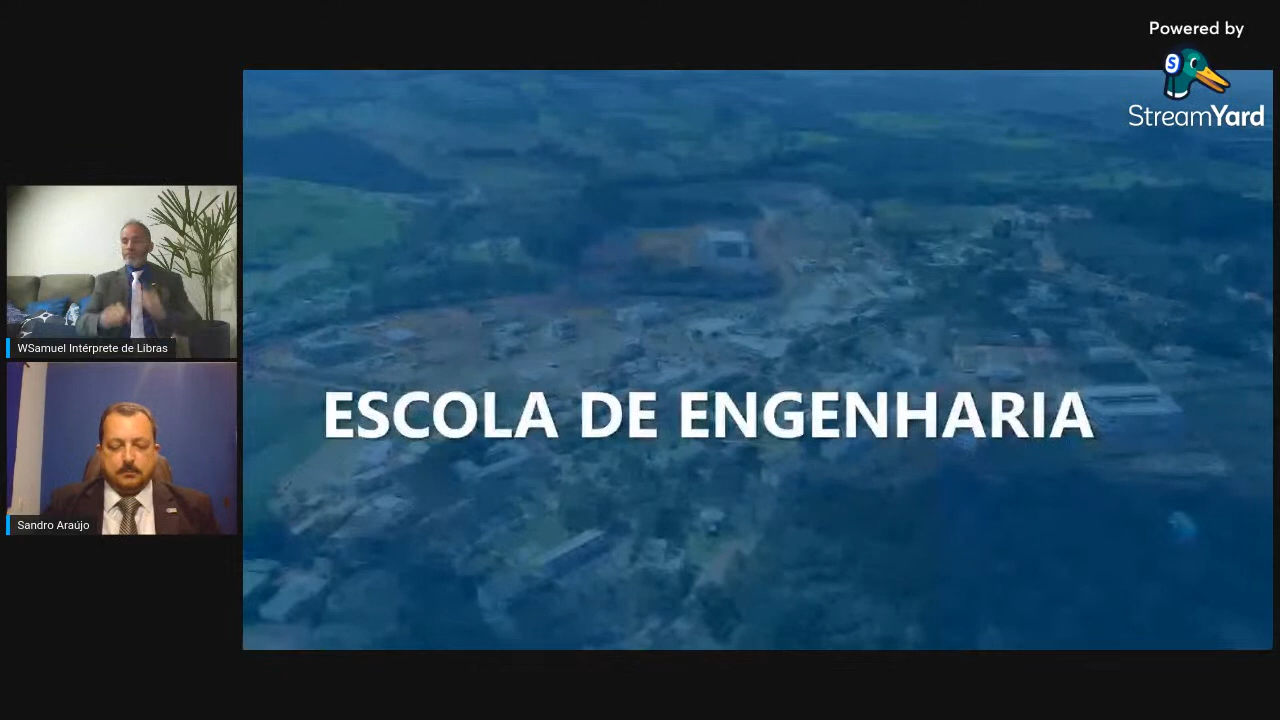 Powered by
S
StreamYard
WSamuel Intérprete de Libras
Sandro Araújo
ESCOLA DE ENGENHARIA